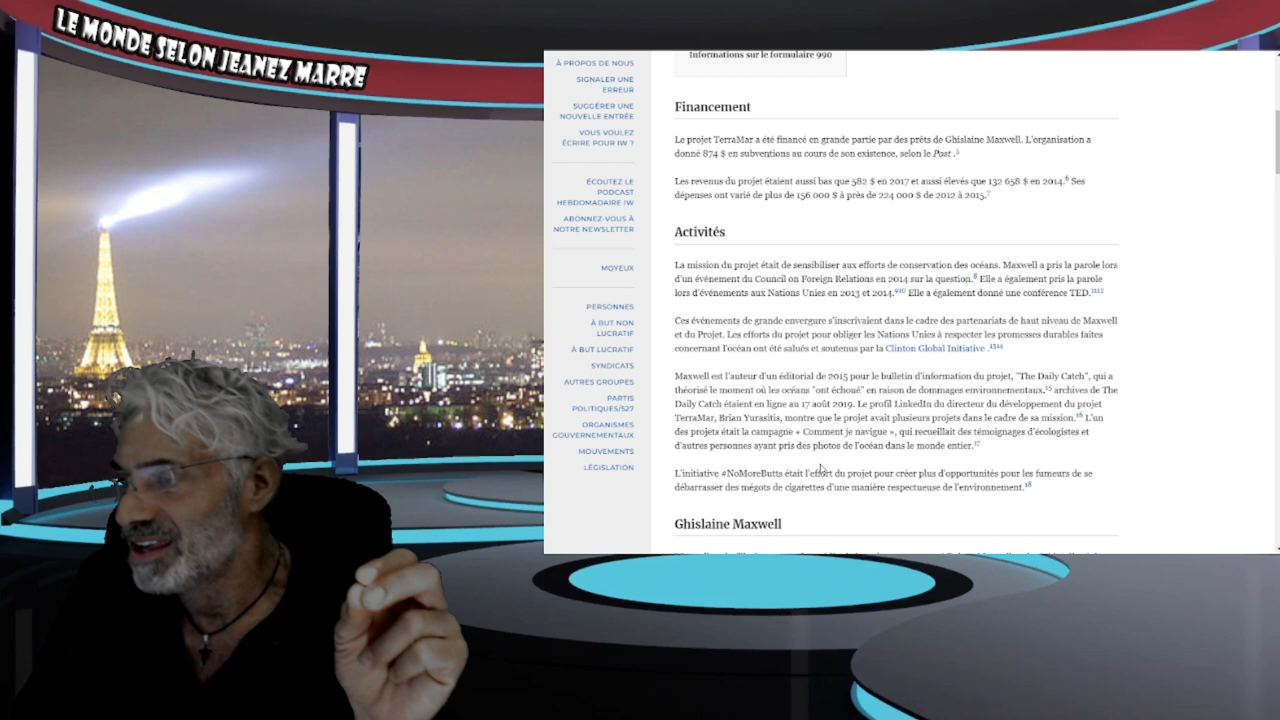 LE MONDE SELON JEANEZ MARRE
Informations sur le formulaire 990
À PROPOS DE NOUS
SIGNALER UNE
ERREUR
SUGGÉRER UNE
NOUVELLE ENTRÉE
VOUS VOULEZ
ÉCRIRE POUR IW ?
ÉCOUTEZ LE
PODCAST
HEBDOMADAIRE IW
ABONNEZ-VOUS À
NOTRE NEWSLETTER
MOYEUX
PERSONNES
À BUT NON
LUCRATIF
À BUT LUCRATIF
SYNDICATS
AUTRES GROUPES
PARTIS
POLITIQUES/527
ORGANISMES
GOUVERNEMENTAUX
MOUVEMENTS
LÉGISLATION
Financement
Le projet TerraMar a été financé en grande partie par des prêts de Ghislaine Maxwell. L'organisation a
donné 874 $ en subventions au cours de son existence, selon le Post .5
Les revenus du projet étaient aussi bas que 582 $ en 2017 et aussi élevés que 132 658 $ en 2014.6 Ses
dépenses ont varié de plus de 156 000 $ à près de 224 000 $ de 2012 à 2015.7
Activités
La mission du projet était de sensibiliser aux efforts de conservation des océans. Maxwell a pris la parole lors
d'un événement du Council on Foreign Relations en 2014 sur la question.8 Elle a également pris la parole
lors d'événements aux Nations Unies en 2013 et 2014.910 Elle a également donné une conférence TED.1112
Ces événements de grande envergure s'inscrivaient dans le cadre des partenariats de haut niveau de Maxwell
et du Projet. Les efforts du projet pour obliger les Nations Unies à respecter les promesses durables faites
concernant l'océan ont été salués et soutenus par la Clinton Global Initiative .1314
Maxwell est l'auteur d'un éditorial de 2015 pour le bulletin d'information du projet, "The Daily Catch", qui a
théorisé le moment où les océans "ont échoué" en raison de dommages environnementaux.15 archives de The
Daily Catch étaient en ligne au 17 août 2019. Le profil LinkedIn du directeur du développement du projet
TerraMar, Brian Yurasitis, montre que le projet avait plusieurs projets dans le cadre de sa mission.16 L'un
des projets était la campagne « Comment je navigue », qui recueillait des témoignages d'écologistes et
d'autres personnes ayant pris des photos de l'océan dans le monde entier.17
L'initiative #NoMoreButts était l'effort du projet pour créer plus d'opportunités pour les fumeurs de se
débarrasser des mégots de cigarettes d'une manière respectueuse de l'environnement.18
Ghislaine Maxwell